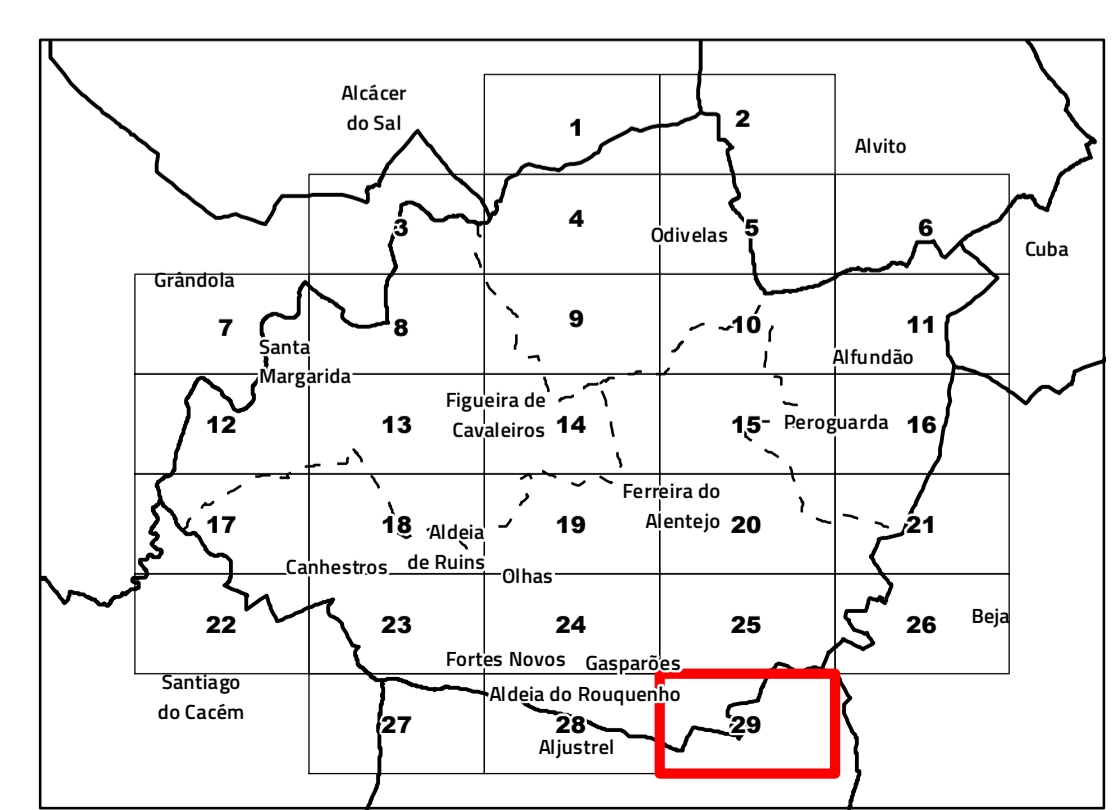 Alcácer
do Sal
1
2
Alvito
3
4
Odivelas
5
6
Cuba
Grândola
7
8
9
10
11
Santa
Margarida
Alfundão
12
13
Figueira de
Cavaleiros
14
15
Peroguarda
16
17
18
Aldeia
de Ruins
19
Ferreira do
Alentejo
20
21
Canhestros
Olhas
22
23
24
25
26
Beja
Fortes Novos
Gasparões
Santiago
do Cacém
Aldeia do Rouquenho
27
28
29
Aljustrel